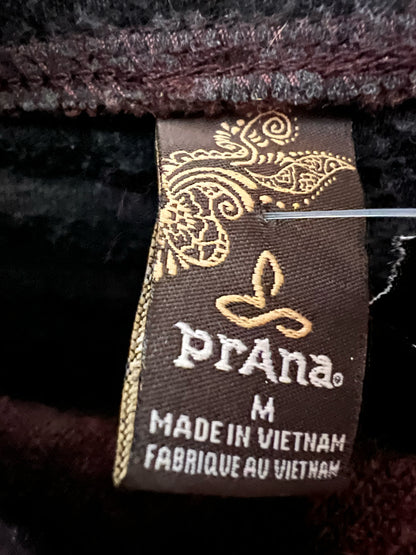 prAna®
M
MADE IN VIETNAM
FABRIQUE AU VIETNAM